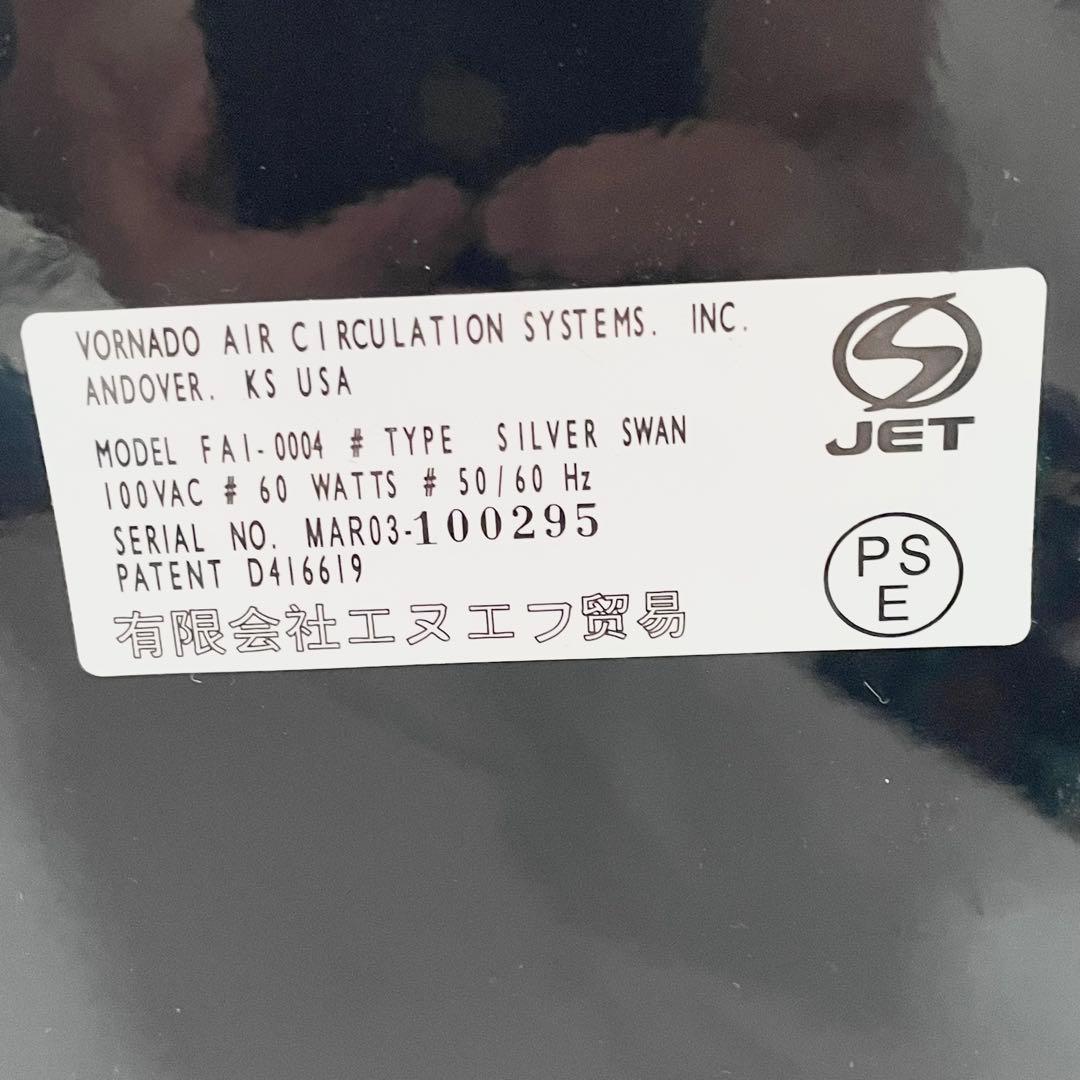 VORNADO AIR CIRCULATION SYSTEMS. INC.
ANDOVER. KS USA
MODEL FAI-0004 # TYPE SILVER SWAN
100VAC # 60 WATTS # 50/60 Hz
SERIAL NO. MAR03-100295
PATENT D416619
有限会社エヌエフ贸易
S
JET
PS
E